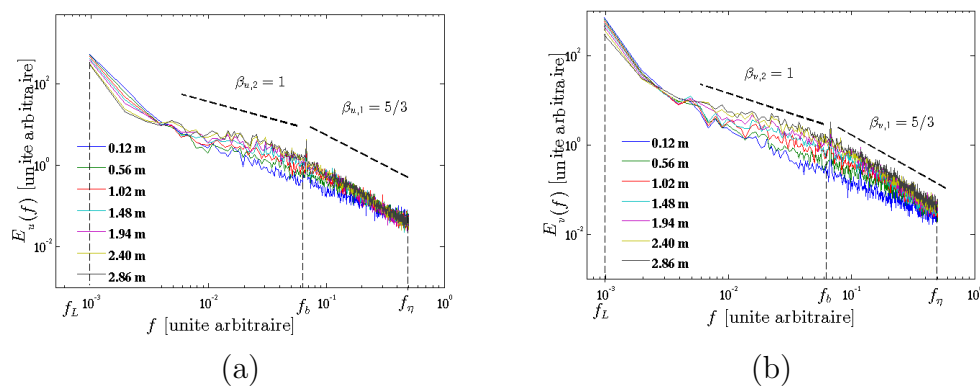 10^2
10^0
10^-2
E_u(f) [unite arbitraire]
β_{u,2} = 1
β_{u,1} = 5/3
0.12 m
0.56 m
1.02 m
1.48 m
1.94 m
2.40 m
2.86 m
f_L 10^-3 10^-2 f_b 10^-1 f_η 10^0
f [unite arbitraire]
(a)
10^2
10^0
10^-2
E_v(f) [unite arbitraire]
β_{v,2} = 1
β_{v,1} = 5/3
0.12 m
0.56 m
1.02 m
1.48 m
1.94 m
2.40 m
2.86 m
10^-3 10^-2 10^-1 10^0
f_L f_b f_η
f [unite arbitraire]
(b)